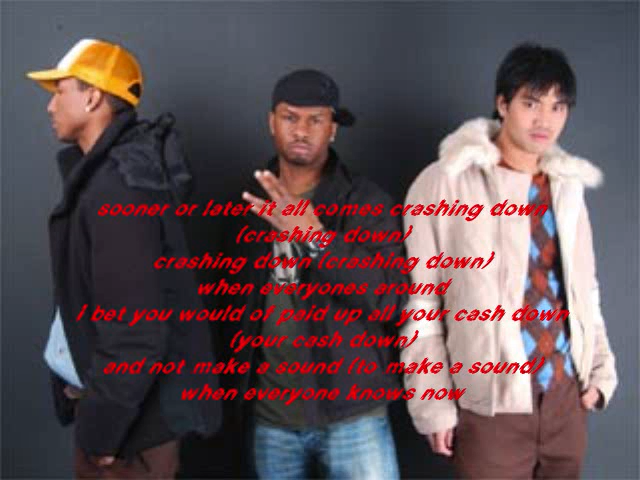 sooner or later it all comes crashing down
(crashing down)
crashing down (crashing down)
when everyones around
I bet you would of paid up all your cash down
(your cash down)
and not make a sound (to make a sound)
when everyone knows now